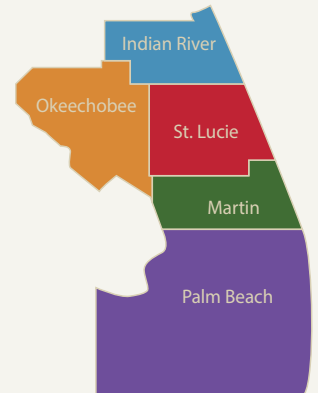 Indian River
Okeechobee
St. Lucie
Martin
Palm Beach